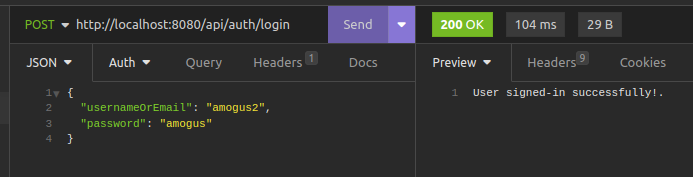 POST http://localhost:8080/api/auth/login Send 200 OK 104 ms 29 B
JSON Auth Query Headers 1 Docs Preview Headers 9 Cookies
1 { 1 User signed-in successfully!.
2 "usernameOrEmail": "amogus2",
3 "password": "amogus"
4 }